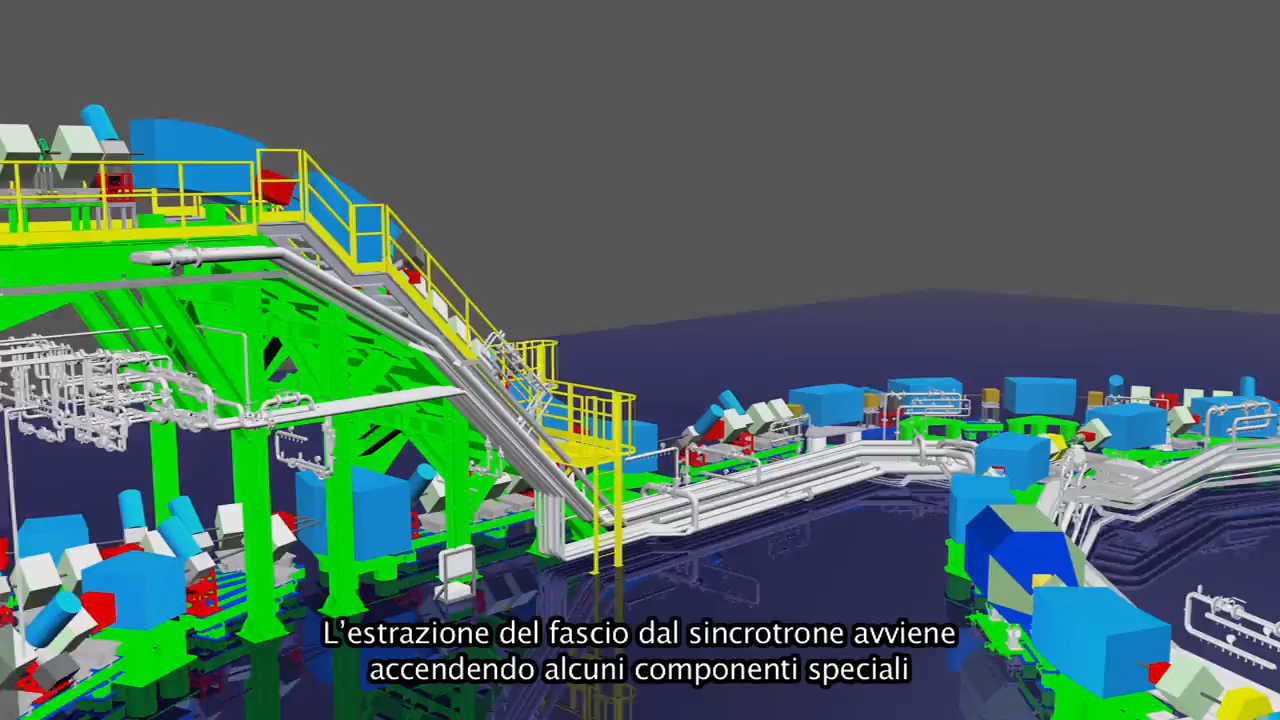 L’estrazione del fascio dal sincrotrone avviene
accendendo alcuni componenti speciali